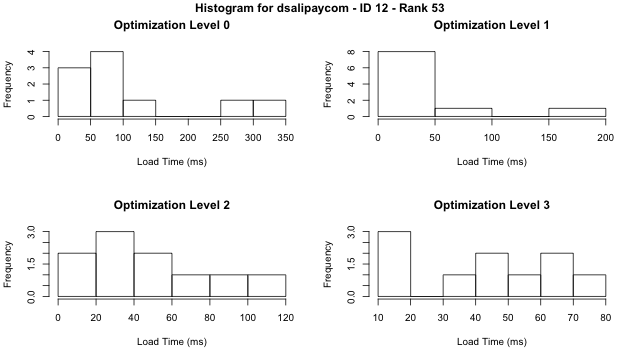 Histogram for dsalipaycom - ID 12 - Rank 53
Optimization Level 0
Frequency
0 1 2 3 4
0 50 100 150 200 250 300 350
Load Time (ms)
Optimization Level 1
Frequency
0 2 4 6 8
0 50 100 150 200
Load Time (ms)
Optimization Level 2
Frequency
0.0 1.5 3.0
0 20 40 60 80 100 120
Load Time (ms)
Optimization Level 3
Frequency
0.0 1.5 3.0
10 20 30 40 50 60 70 80
Load Time (ms)